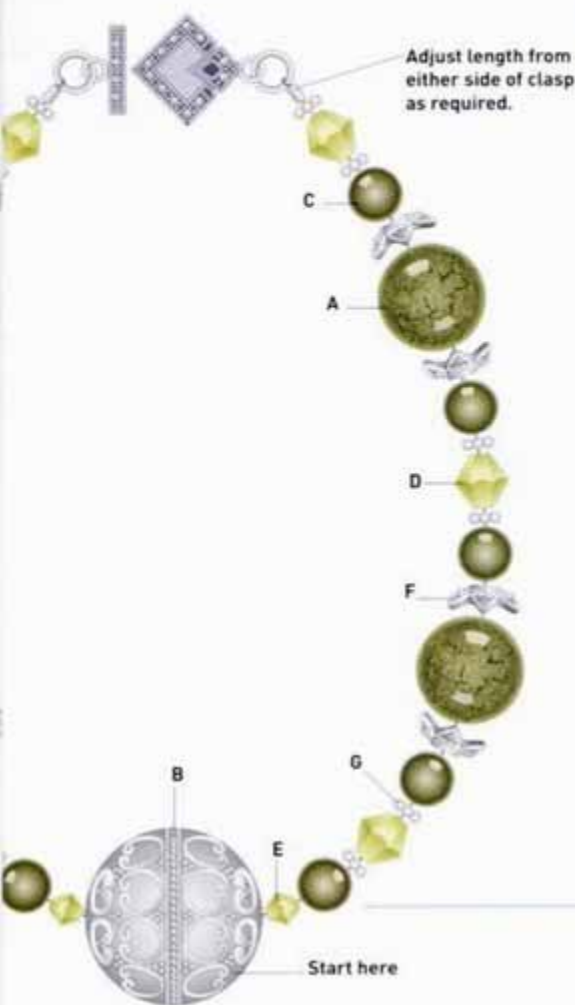 Adjust length from
either side of clasp
as required.
C
A
D
F
G
B
E
Start here